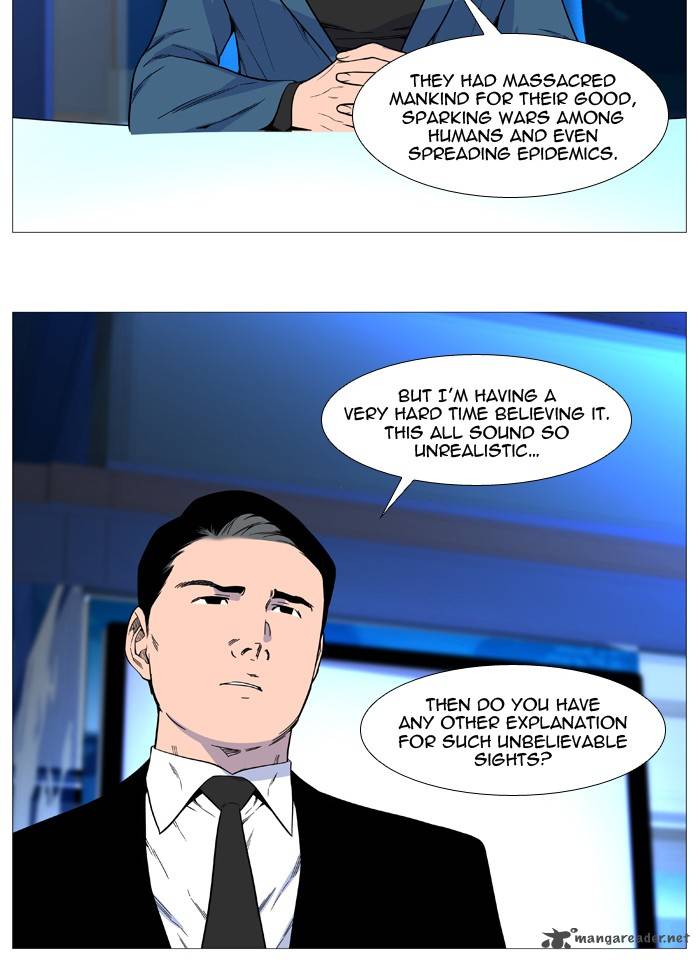 THEY HAD MASSACRED
MANKIND FOR THEIR GOOD,
SPARKING WARS AMONG
HUMANS AND EVEN
SPREADING EPIDEMICS.
BUT I'M HAVING A
VERY HARD TIME BELIEVING IT.
THIS ALL SOUND SO
UNREALISTIC...
THEN DO YOU HAVE
ANY OTHER EXPLANATION
FOR SUCH UNBELIEVABLE
SIGHTS?
mangareader.net